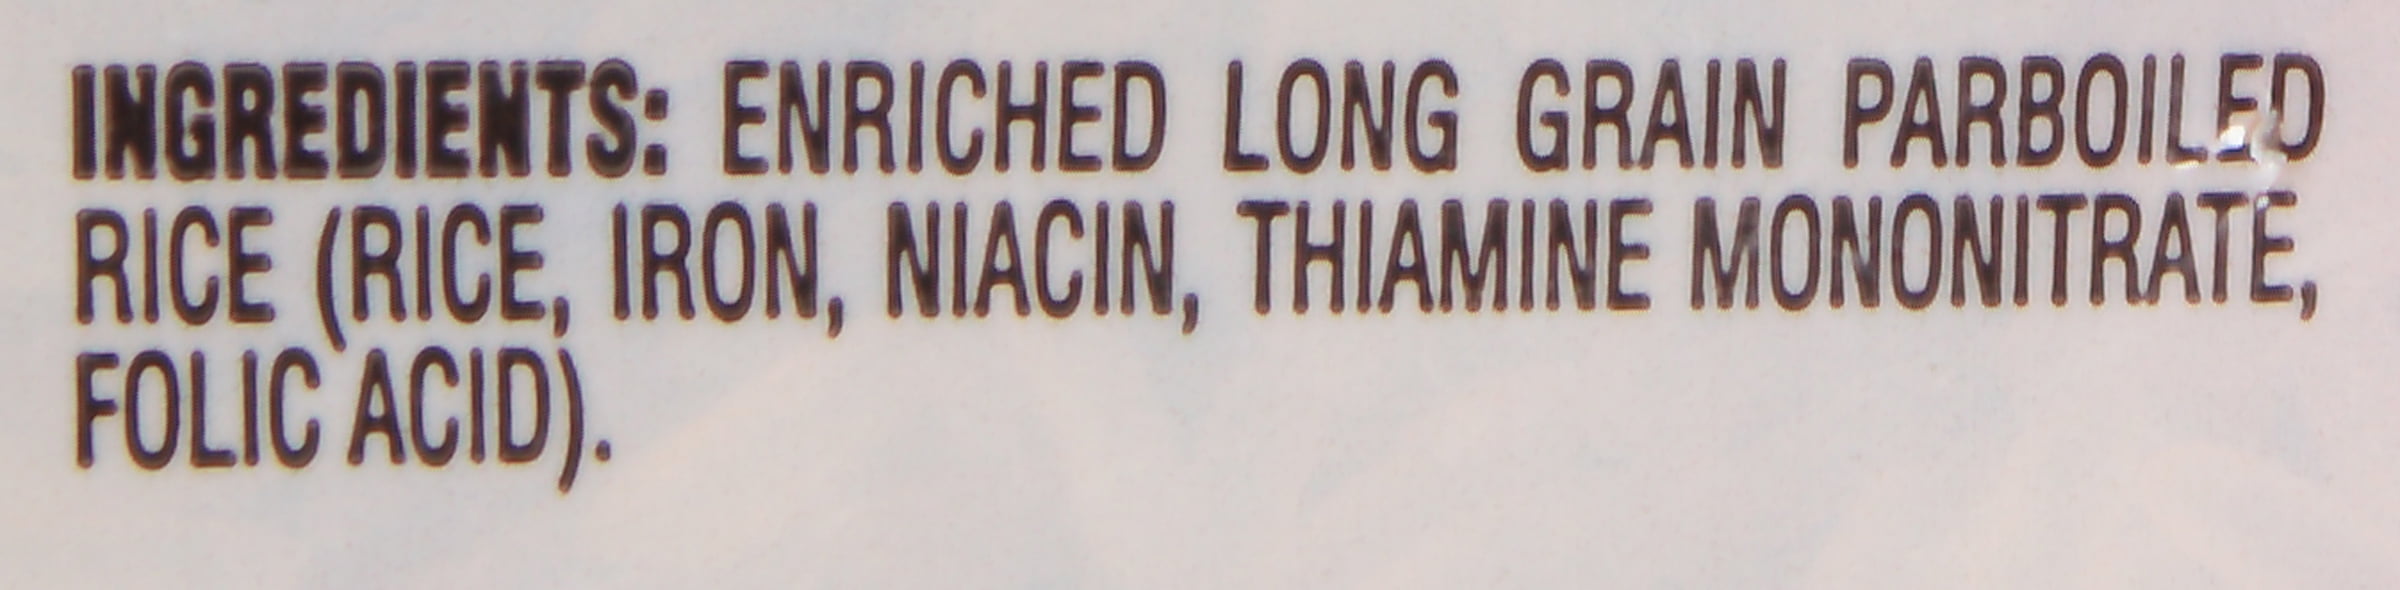 INGREDIENTS: ENRICHED LONG GRAIN PARBOILED
RICE (RICE, IRON, NIACIN, THIAMINE MONONITRATE,
FOLIC ACID).